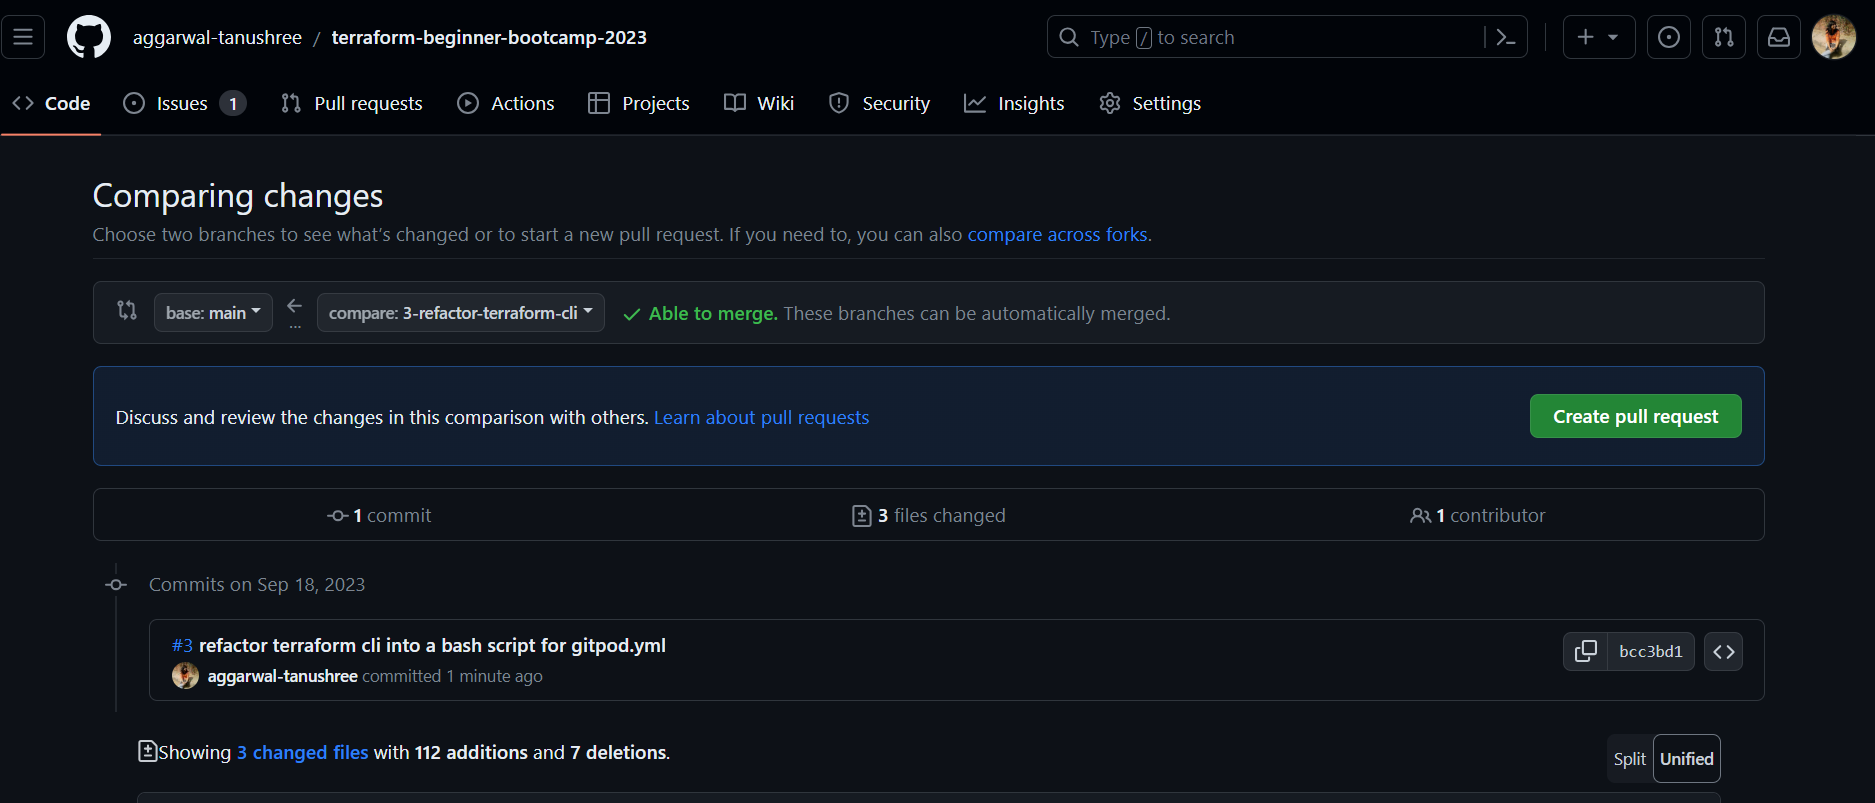 aggarwal-tanushree / terraform-beginner-bootcamp-2023
Type / to search
Code Issues 1 Pull requests Actions Projects Wiki Security Insights Settings
Comparing changes
Choose two branches to see what's changed or to start a new pull request. If you need to, you can also compare across forks.
base: main ... compare: 3-refactor-terraform-cli Able to merge. These branches can be automatically merged.
Discuss and review the changes in this comparison with others. Learn about pull requests Create pull request
1 commit 3 files changed 1 contributor
Commits on Sep 18, 2023
#3 refactor terraform cli into a bash script for gitpod.yml
bcc3bd1
aggarwal-tanushree committed 1 minute ago
Showing 3 changed files with 112 additions and 7 deletions.
Split Unified